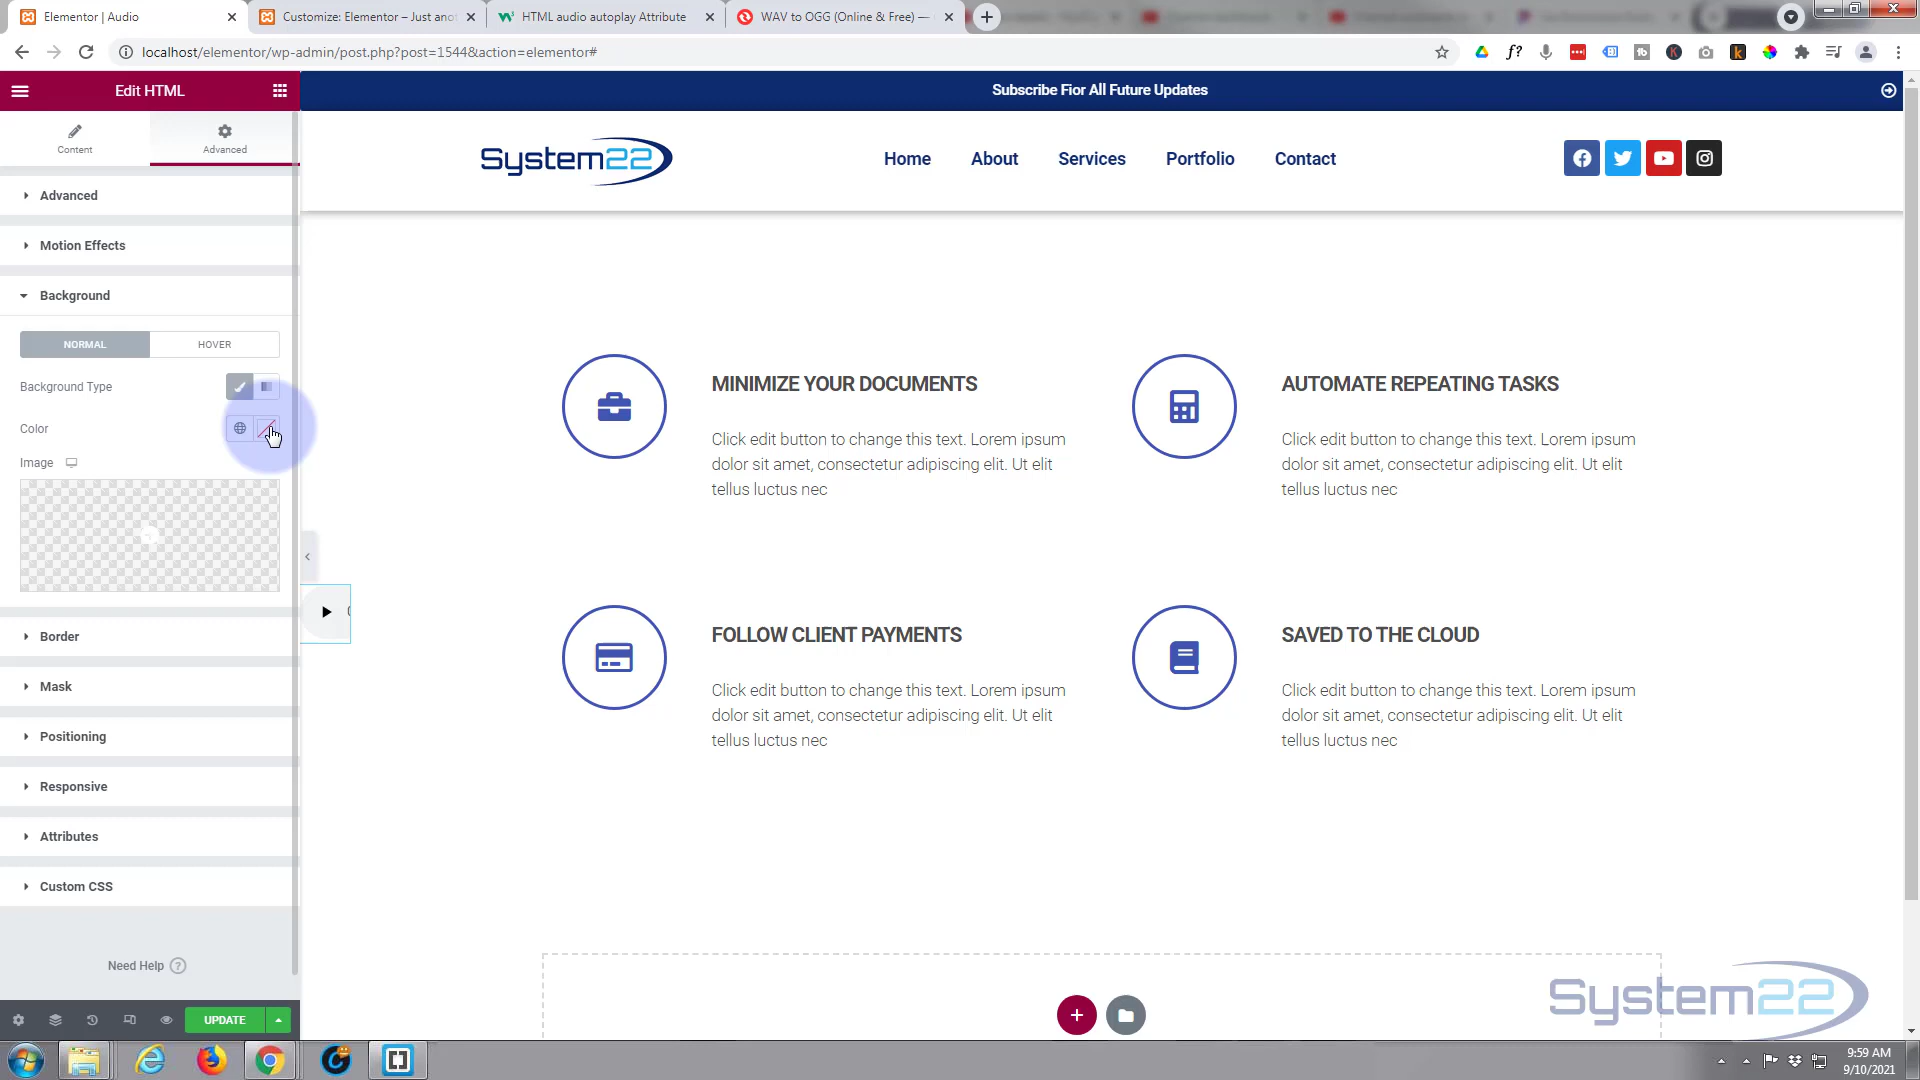 Elementor | Audio
Customize: Elementor – Just anot
HTML audio autoplay Attribute
WAV to OGG (Online & Free) —
localhost/elementor/wp-admin/post.php?post=1544&action=elementor#
Edit HTML
Subscribe Fior All Future Updates
Content
Advanced
System22
Home
About
Services
Portfolio
Contact
Advanced
Motion Effects
Background
NORMAL
HOVER
Background Type
Color
Image
MINIMIZE YOUR DOCUMENTS
Click edit button to change this text. Lorem ipsum
dolor sit amet, consectetur adipiscing elit. Ut elit
tellus luctus nec
AUTOMATE REPEATING TASKS
Click edit button to change this text. Lorem ipsum
dolor sit amet, consectetur adipiscing elit. Ut elit
tellus luctus nec
FOLLOW CLIENT PAYMENTS
Click edit button to change this text. Lorem ipsum
dolor sit amet, consectetur adipiscing elit. Ut elit
tellus luctus nec
SAVED TO THE CLOUD
Click edit button to change this text. Lorem ipsum
dolor sit amet, consectetur adipiscing elit. Ut elit
tellus luctus nec
Border
Mask
Positioning
Responsive
Attributes
Custom CSS
Need Help
UPDATE
System22
9:59 AM
9/10/2021